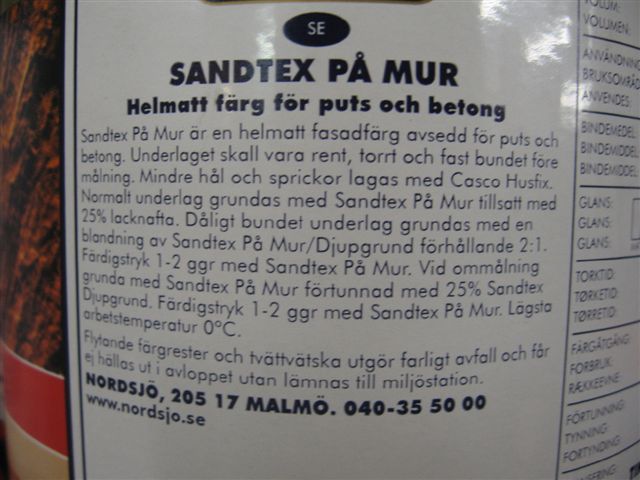 SE
SANDTEX PÅ MUR
Helmatt färg för puts och betong
Sandtex På Mur är en helmatt fasadfärg avsedd för puts och
betong. Underlaget skall vara rent, torrt och fast bundet före
målning. Mindre hål och sprickor lagas med Casco Husfix.
Normalt underlag grundas med Sandtex På Mur tillsatt med
25% lacknafta. Dåligt bundet underlag grundas med en
blandning av Sandtex På Mur/Djupgrund förhållande 2:1.
Färdigstryk 1-2 ggr med Sandtex På Mur. Vid ommålning
grunda med Sandtex På Mur förtunnad med 25% Sandtex
Djupgrund. Färdigstryk 1-2 ggr med Sandtex På Mur. Lägsta
arbetstemperatur 0°C.
Flytande färgrester och tvättvätska utgör farligt avfall och får
ej hällas ut i avloppet utan lämnas till miljöstation.
NORDSJÖ, 205 17 MALMÖ. 040-35 50 00
www.nordsjo.se
VOLUM:
VOLUMEN:
ANVÄNDNING
BRUKSOMRÅD
ANVENDES
BINDEMEDEL
BINDEMIDDEL
BINDEMIDDEL
GLANS:
GLANS:
GLANS:
TORKTID:
TØRKETID:
TØRRETID:
FÄRGÅTGÅNG:
FORBRUK:
RÆKKEEVNE:
FÖRTUNNING:
TYNNING:
FORTYNDING: